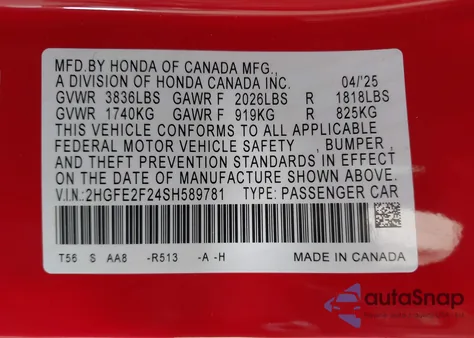 MFD.BY HONDA OF CANADA MFG.,
A DIVISION OF HONDA CANADA INC. 04/'25
GVWR 3836LBS GAWR F 2026LBS R 1818LBS
GVWR 1740KG GAWR F 919KG R 825KG
THIS VEHICLE CONFORMS TO ALL APPLICABLE
FEDERAL MOTOR VEHICLE SAFETY , BUMPER ,
AND THEFT PREVENTION STANDARDS IN EFFECT
ON THE DATE OF MANUFACTURE SHOWN ABOVE.
V.I.N.:2HGFE2F24SH589781 TYPE: PASSENGER CAR
T56 S AA8 -R513 -A -H MADE IN CANADA
autoSnap